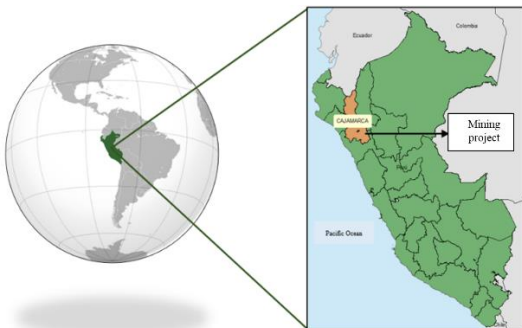 Ecuador
Colombia
CAJAMARCA
Mining
project
Pacific Ocean